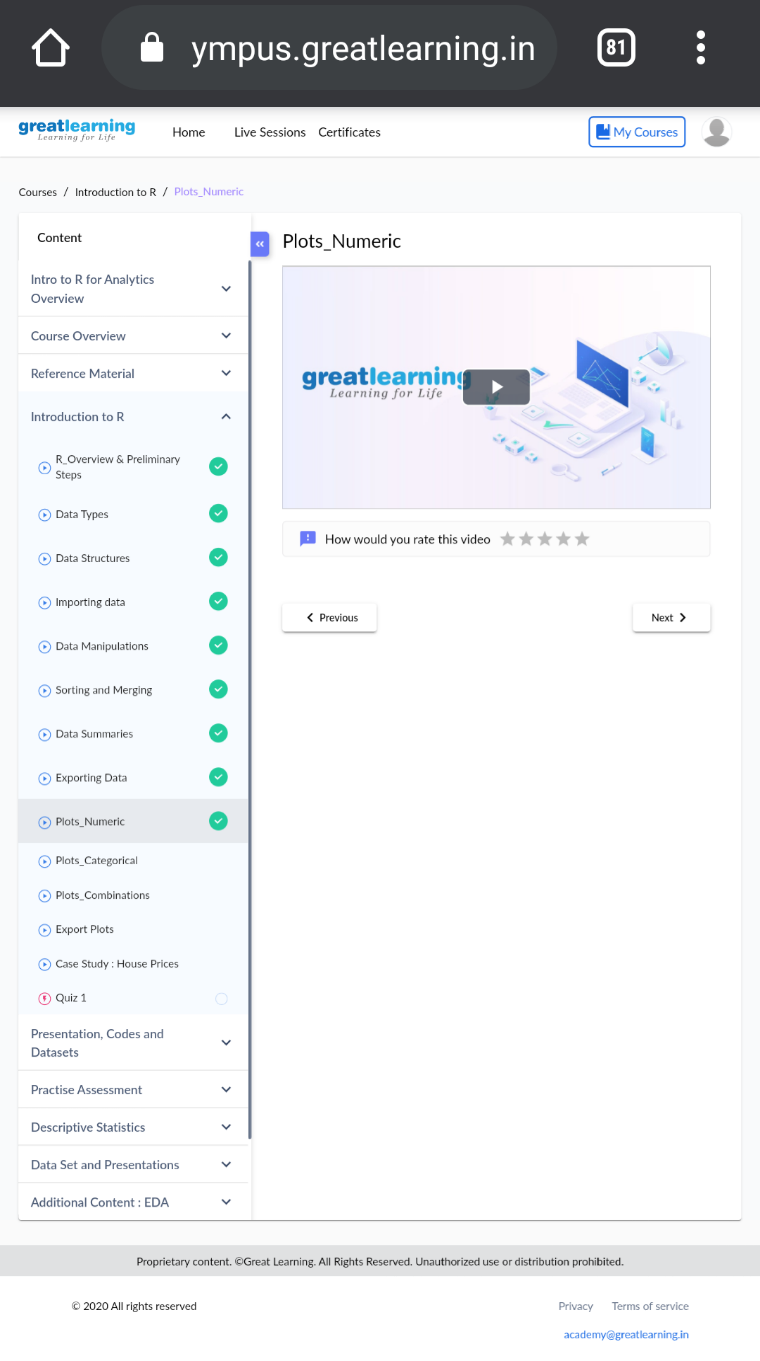 ympus.greatlearning.in
81
greatlearning
Learning for Life
Home Live Sessions Certificates
My Courses
Courses / Introduction to R / Plots_Numeric
Content
Intro to R for Analytics
Overview
Course Overview
Reference Material
Introduction to R
R_Overview & Preliminary
Steps
Data Types
Data Structures
Importing data
Data Manipulations
Sorting and Merging
Data Summaries
Exporting Data
Plots_Numeric
Plots_Categorical
Plots_Combinations
Export Plots
Case Study : House Prices
Quiz 1
Presentation, Codes and
Datasets
Practise Assessment
Descriptive Statistics
Data Set and Presentations
Additional Content : EDA
«
Plots_Numeric
greatlearning
Learning for Life
How would you rate this video
Previous
Next
Proprietary content. ©Great Learning. All Rights Reserved. Unauthorized use or distribution prohibited.
© 2020 All rights reserved
Privacy Terms of service
academy@greatlearning.in